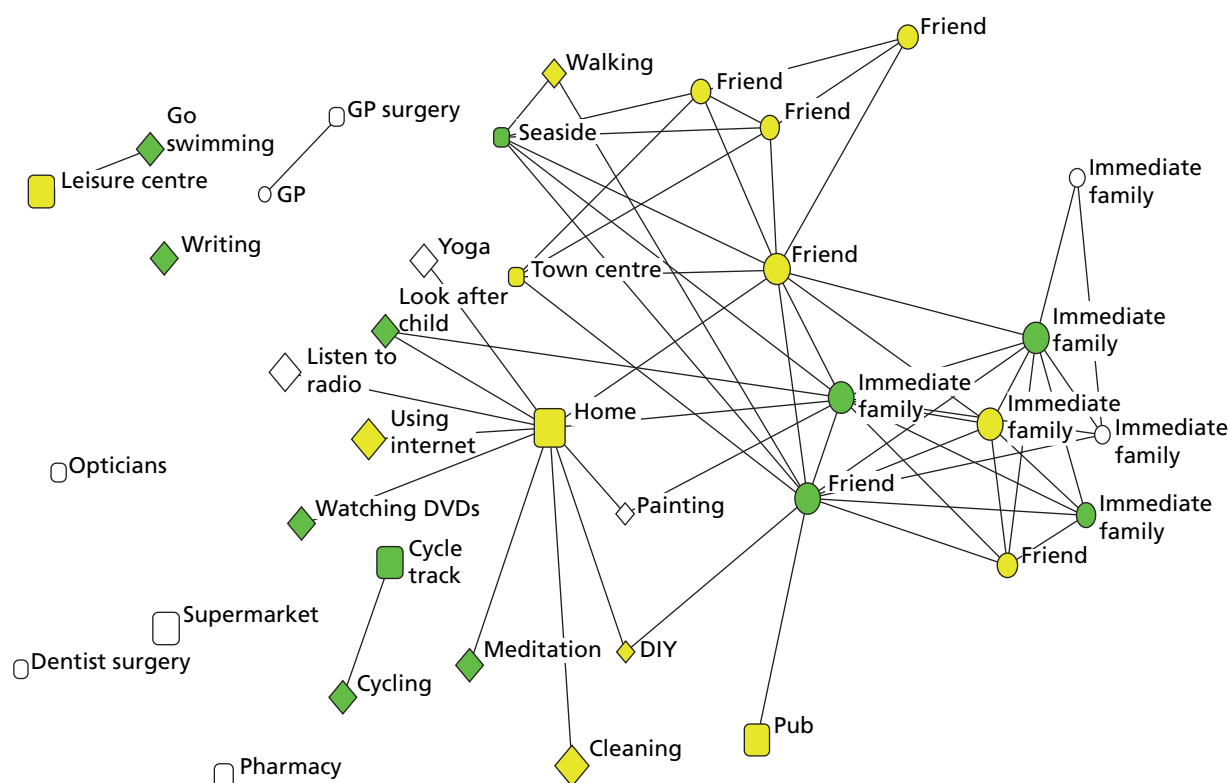 Friend
Walking
Friend
Friend
GP surgery
Go
swimming
Seaside
Leisure centre
GP
Immediate
family
Writing
Yoga
Friend
Town centre
Look after
child
Immediate
family
Listen to
radio
Immediate
family
Home
Immediate
family
Using
internet
Immediate
family
Opticians
Friend
Painting
Watching DVDs
Immediate
family
Cycle
track
Friend
Supermarket
Dentist surgery
Meditation
DIY
Cycling
Pub
Cleaning
Pharmacy